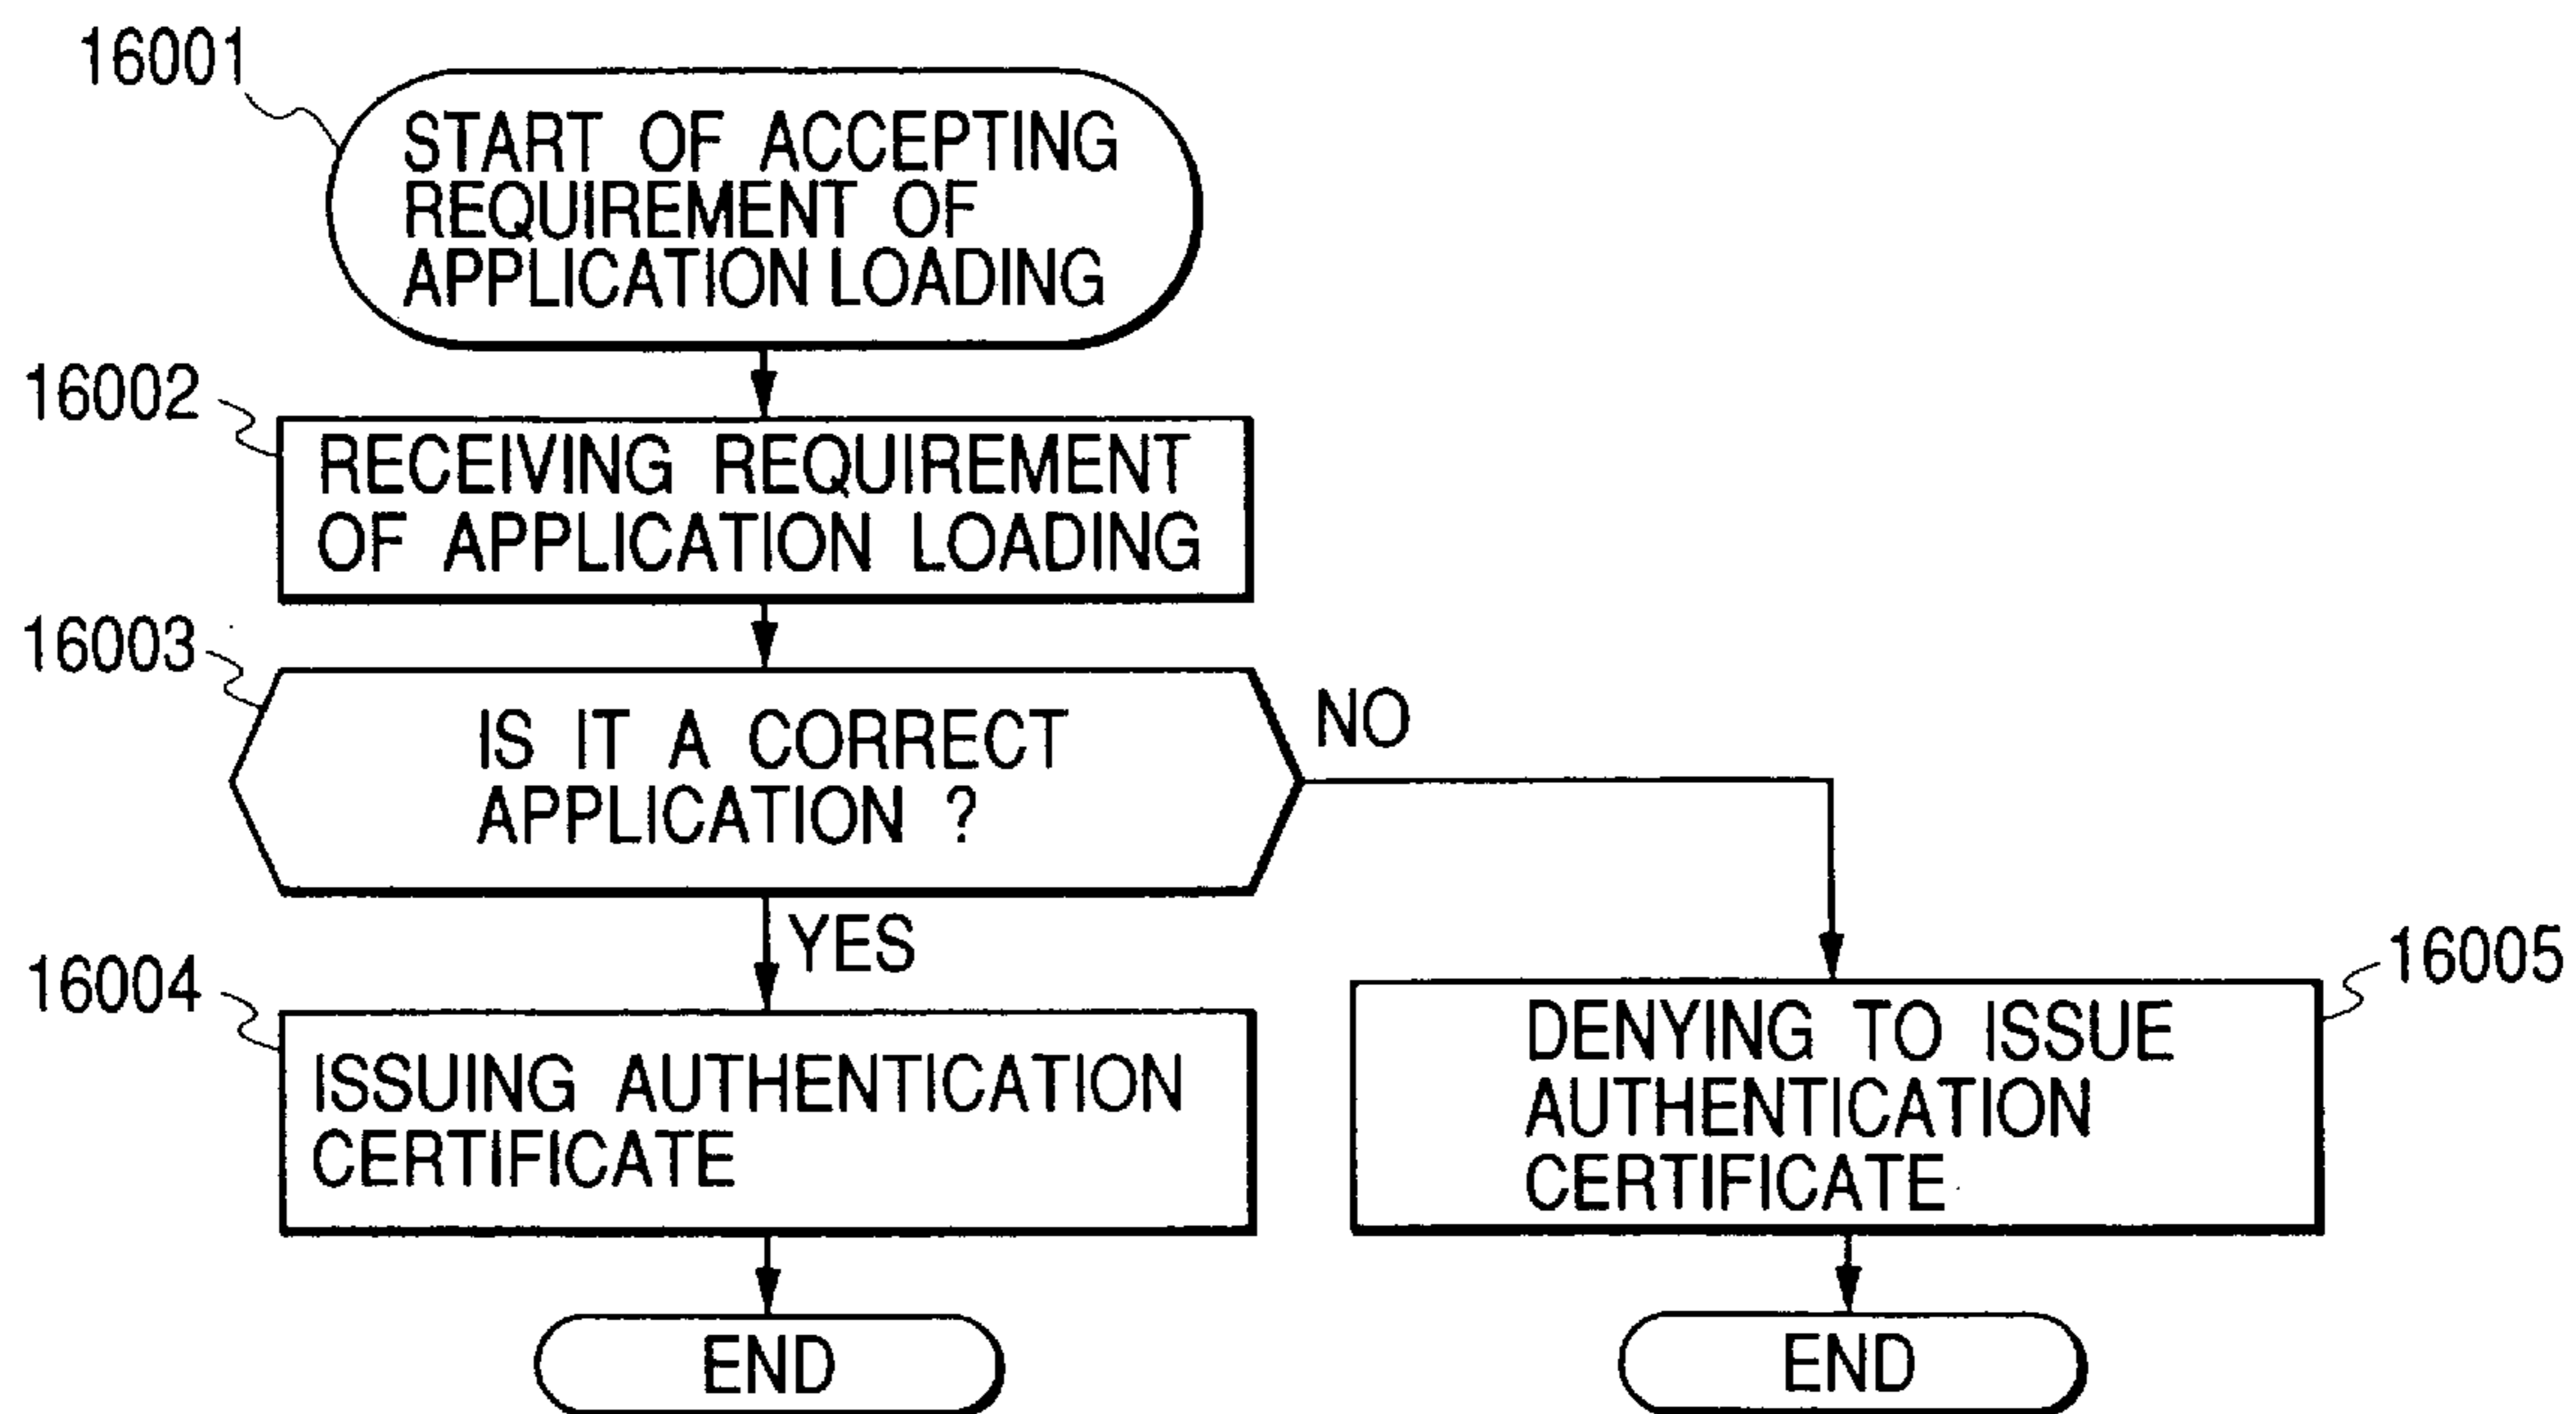 16001
START OF ACCEPTING
REQUIREMENT OF
APPLICATION LOADING
16002
RECEIVING REQUIREMENT
OF APPLICATION LOADING
16003
IS IT A CORRECT
APPLICATION ?
NO
YES
16004
ISSUING AUTHENTICATION
CERTIFICATE
16005
DENYING TO ISSUE
AUTHENTICATION
CERTIFICATE
END
END